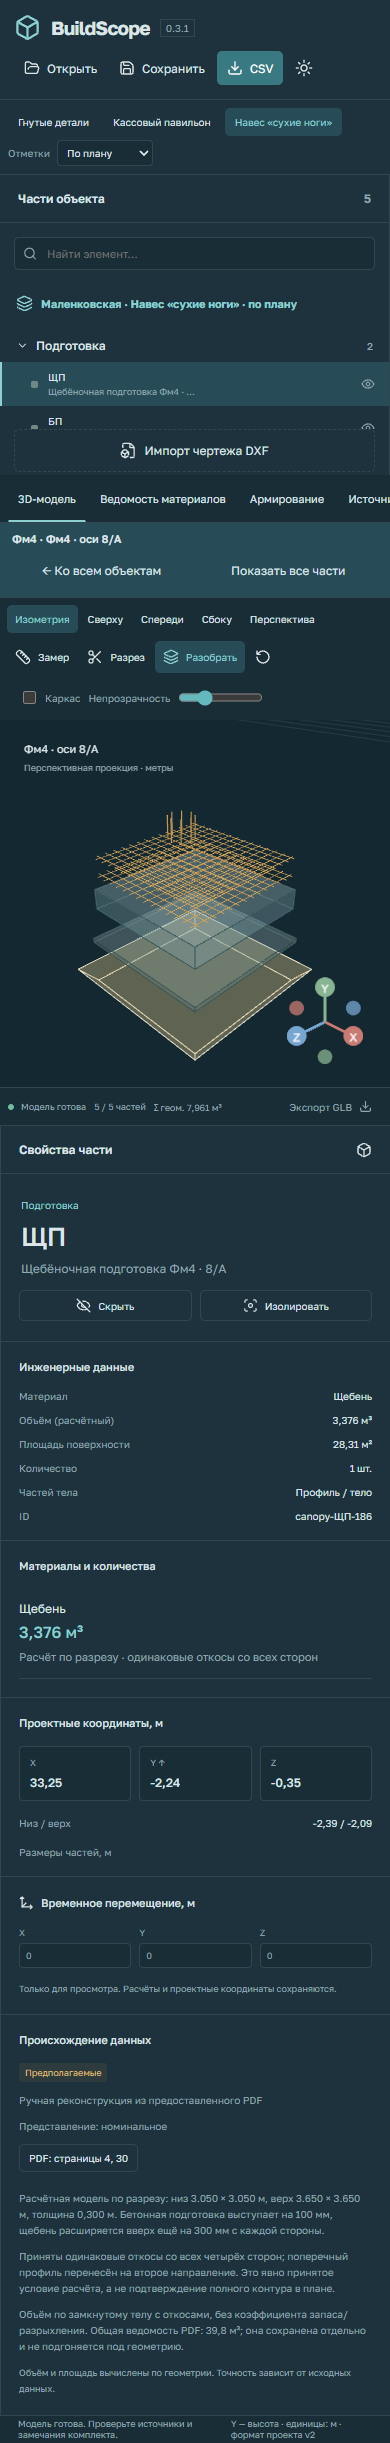 BuildScope 0.3.1
Открыть Сохранить CSV
Гнутые детали Кассовый павильон Навес «сухие ноги»
Отметки По плану
Части объекта 5
Найти элемент...
Маленковская · Навес «сухие ноги» · по плану
Подготовка 2
ЩП
Щебёночная подготовка Фм4 · ...
БП
Импорт чертежа DXF
3D-модель Ведомость материалов Армирование Источни
Фм4 · Фм4 · оси 8/А
← Ко всем объектам Показать все части
Изометрия Сверху Спереди Сбоку Перспектива
Замер Разрез Разобрать
Каркас Непрозрачность
Фм4 · оси 8/А
Перспективная проекция · метры
Y
Z X
Модель готова 5 / 5 частей Σ геом. 7,961 м³ Экспорт GLB
Свойства части
Подготовка
ЩП
Щебёночная подготовка Фм4 · 8/А
Скрыть Изолировать
Инженерные данные
Материал Щебень
Объём (расчётный) 3,376 м³
Площадь поверхности 28,31 м²
Количество 1 шт.
Частей тела Профиль / тело
ID canopy-ЩП-186
Материалы и количества
Щебень
3,376 м³
Расчёт по разрезу · одинаковые откосы со всех сторон
Проектные координаты, м
X Y ↑ Z
33,25 -2,24 -0,35
Низ / верх -2,39 / -2,09
Размеры частей, м
Временное перемещение, м
X Y Z
0 0 0
Только для просмотра. Расчёты и проектные координаты сохраняются.
Происхождение данных
Предполагаемые
Ручная реконструкция из предоставленного PDF
Представление: номинальное
PDF: страницы 4, 30
Расчётная модель по разрезу: низ 3.050 × 3.050 м, верх 3.650 × 3.650
м, толщина 0,300 м. Бетонная подготовка выступает на 100 мм,
щебень расширяется вверх ещё на 300 мм с каждой стороны.
Приняты одинаковые откосы со всех четырёх сторон; поперечный
профиль перенесён на второе направление. Это явно принятое
условие расчёта, а не подтверждение полного контура в плане.
Объём по замкнутому телу с откосами, без коэффициента запаса/
разрыхления. Общая ведомость PDF: 39,8 м³; она сохранена отдельно
и не подгоняется под геометрию.
Объём и площадь вычислены по геометрии. Точность зависит от исходных
данных.
Модель готова. Проверьте источники и
замечания комплекта.
Y — высота · единицы: м ·
формат проекта v2